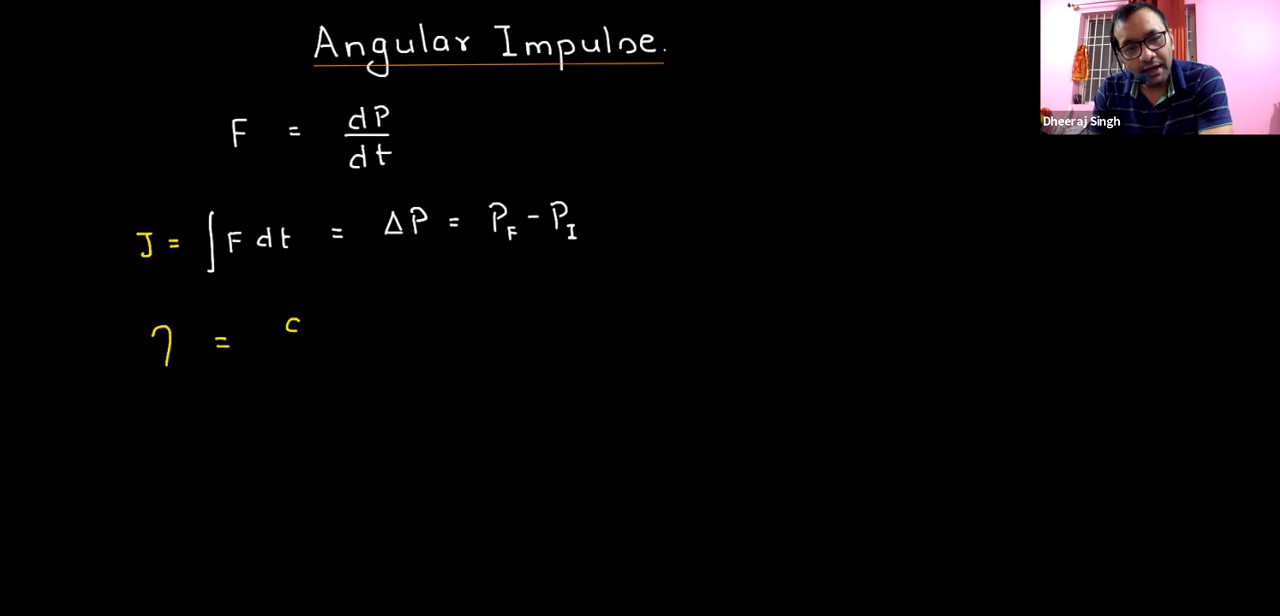 Angular Impulse.
Dheeraj Singh
F = dP/dt
J = ∫ F dt = ΔP = P_F - P_I
τ =